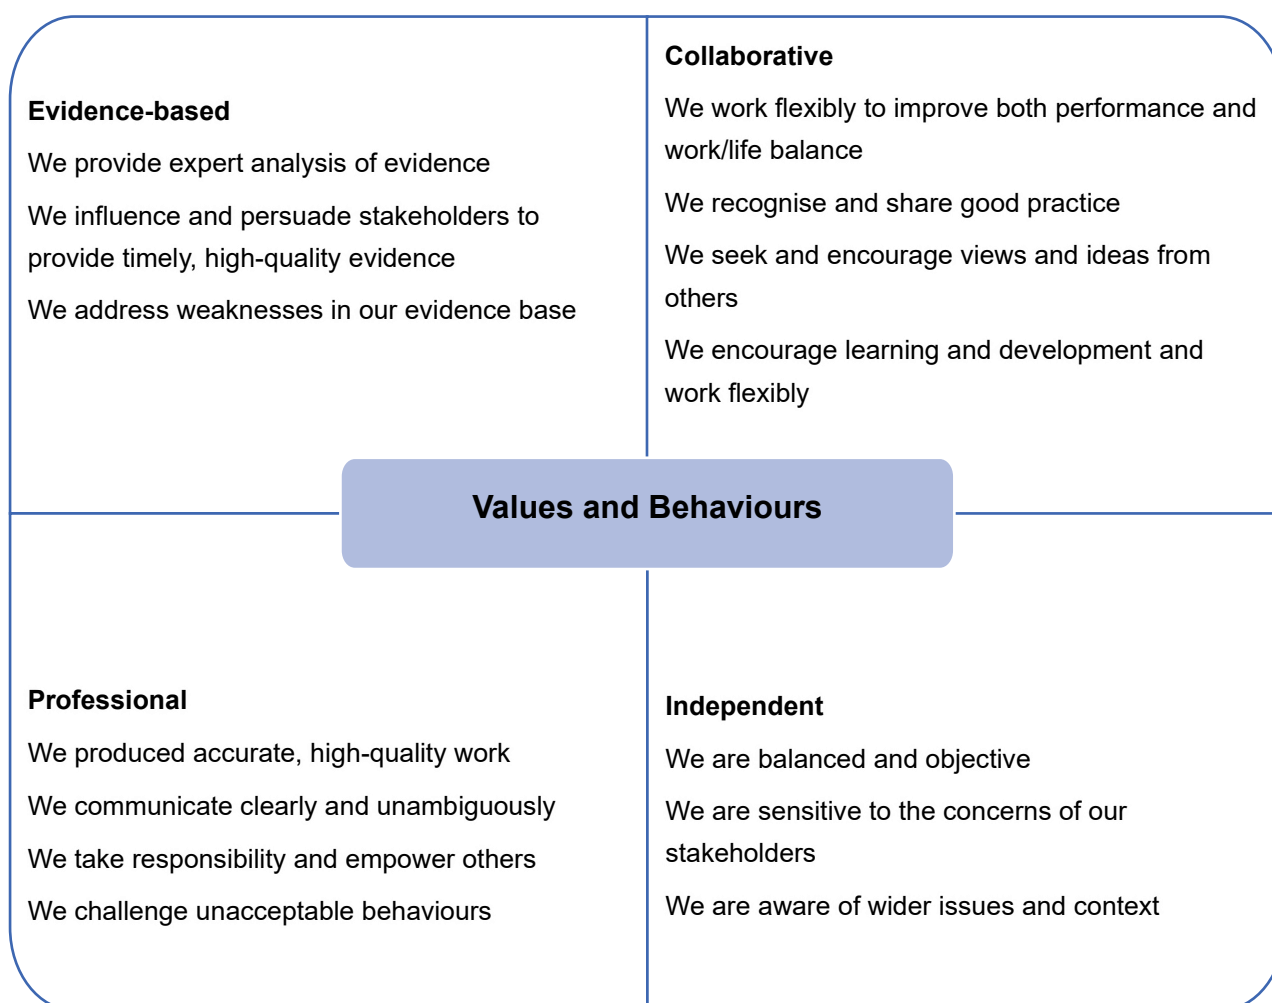 Evidence-based
We provide expert analysis of evidence
We influence and persuade stakeholders to
provide timely, high-quality evidence
We address weaknesses in our evidence base
Collaborative
We work flexibly to improve both performance and
work/life balance
We recognise and share good practice
We seek and encourage views and ideas from
others
We encourage learning and development and
work flexibly
Values and Behaviours
Professional
We produced accurate, high-quality work
We communicate clearly and unambiguously
We take responsibility and empower others
We challenge unacceptable behaviours
Independent
We are balanced and objective
We are sensitive to the concerns of our
stakeholders
We are aware of wider issues and context